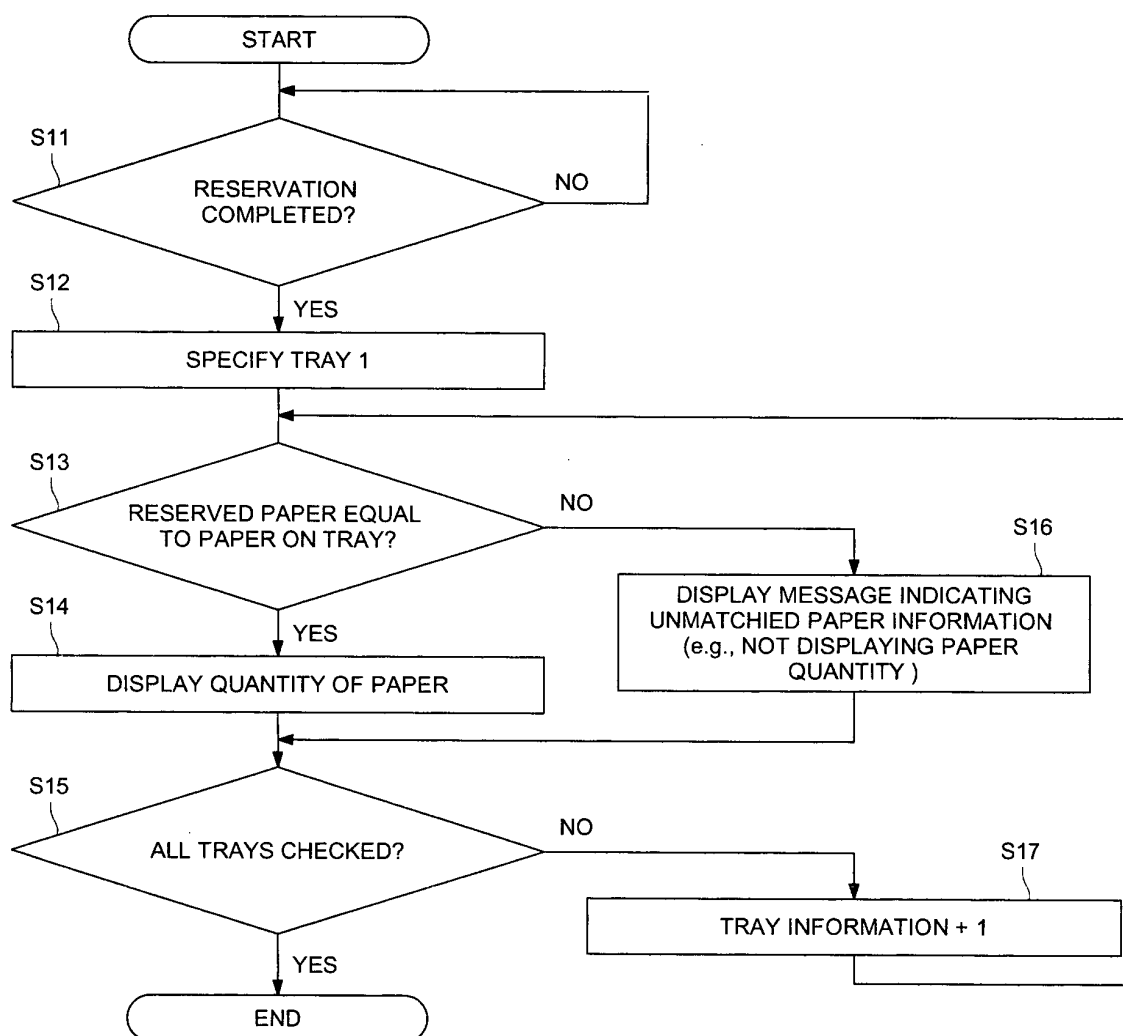 START
S11
RESERVATION
COMPLETED?
NO
S12
YES
SPECIFY TRAY 1
S13
RESERVED PAPER EQUAL
TO PAPER ON TRAY?
NO
S16
DISPLAY MESSAGE INDICATING
UNMATCHIED PAPER INFORMATION
(e.g., NOT DISPLAYING PAPER
QUANTITY )
S14
YES
DISPLAY QUANTITY OF PAPER
S15
ALL TRAYS CHECKED?
NO
S17
TRAY INFORMATION + 1
YES
END